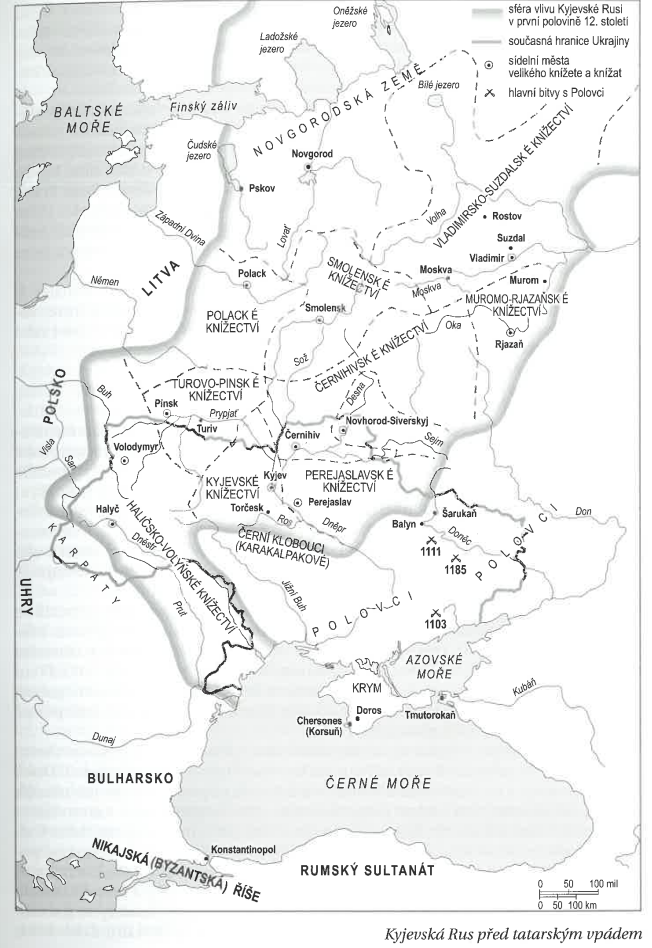 sféra vlivu Kyjevské Rusi
v první polovině 12. století
současná hranice Ukrajiny
sídelní města
velikého knížete a knížat
hlavní bitvy s Polovci
Oněžské
jezero
Ladožské
jezero
Bílé jezero
BALTSKÉ
MOŘE
Finský záliv
NOVGORODSKÁ ZEMĚ
Čudské
jezero
Novgorod
Pskov
VLADIMIRSKO-SUZDALSKÉ KNÍŽECTVÍ
Volha
Rostov
Západní Dvina
Lovať
Suzdal
Vladimir
LITVA
Němen
Polack
SMOLENSKÉ
KNÍŽECTVÍ
Moskva
Moskva
Murom
MUROMO-RJAZAŇSKÉ
KNÍŽECTVÍ
POLACKÉ
KNÍŽECTVÍ
Smolensk
Oka
Rjazaň
Sož
ČERNIHIVSKÉ KNÍŽECTVÍ
POLSKO
Buh
TUROVO-PINSKÉ
KNÍŽECTVÍ
Desna
Pinsk
Prypjať
Turiv
Novhorod-Siverskyj
Černihiv
Sejm
Visla
San
Volodymyr
KYJEVSKÉ
KNÍŽECTVÍ
Kyjev
PEREJASLAVSKÉ
KNÍŽECTVÍ
Perejaslav
Torčesk
Roś
Dněpr
Halyč
HALIČSKO-VOLYŇSKÉ KNÍŽECTVÍ
Dněstr
ČERNÍ KLOBOUCI
(KARAKALPAKOVÉ)
Šarukaň
Balyn
Doněc
Don
1111
1185
POLOVCI
KARPATY
UHRY
Prut
Jižní Buh
POLOVCI
1103
AZOVSKÉ
MOŘE
KRYM
Kubáň
Doros
Chersones
(Korsuň)
Tmutorokaň
Dunaj
BULHARSKO
ČERNÉ MOŘE
Konstantinopol
NIKAJSKÁ (BYZANTSKÁ) ŘÍŠE
RUMSKÝ SULTANÁT
0 50 100 mil
0 50 100 km
Kyjevská Rus před tatarským vpádem